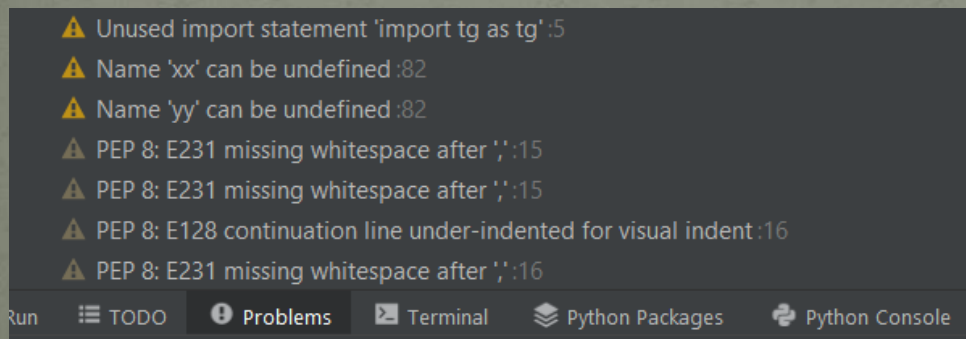 Unused import statement 'import tg as tg' :5
Name 'xx' can be undefined :82
Name 'yy' can be undefined :82
PEP 8: E231 missing whitespace after ',' :15
PEP 8: E231 missing whitespace after ',' :15
PEP 8: E128 continuation line under-indented for visual indent :16
PEP 8: E231 missing whitespace after ',' :16
Run TODO Problems Terminal Python Packages Python Console